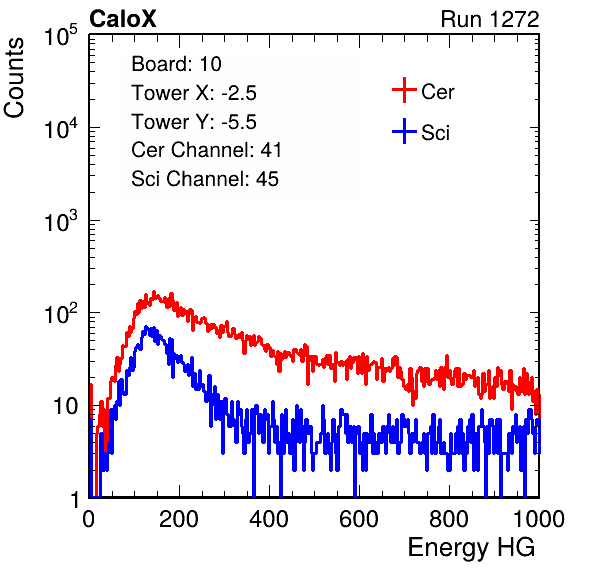 CaloX Run 1272
Counts
10^5
10^4
10^3
10^2
10
1
Board: 10
Tower X: -2.5
Tower Y: -5.5
Cer Channel: 41
Sci Channel: 45
Cer
Sci
0 200 400 600 800 1000
Energy HG